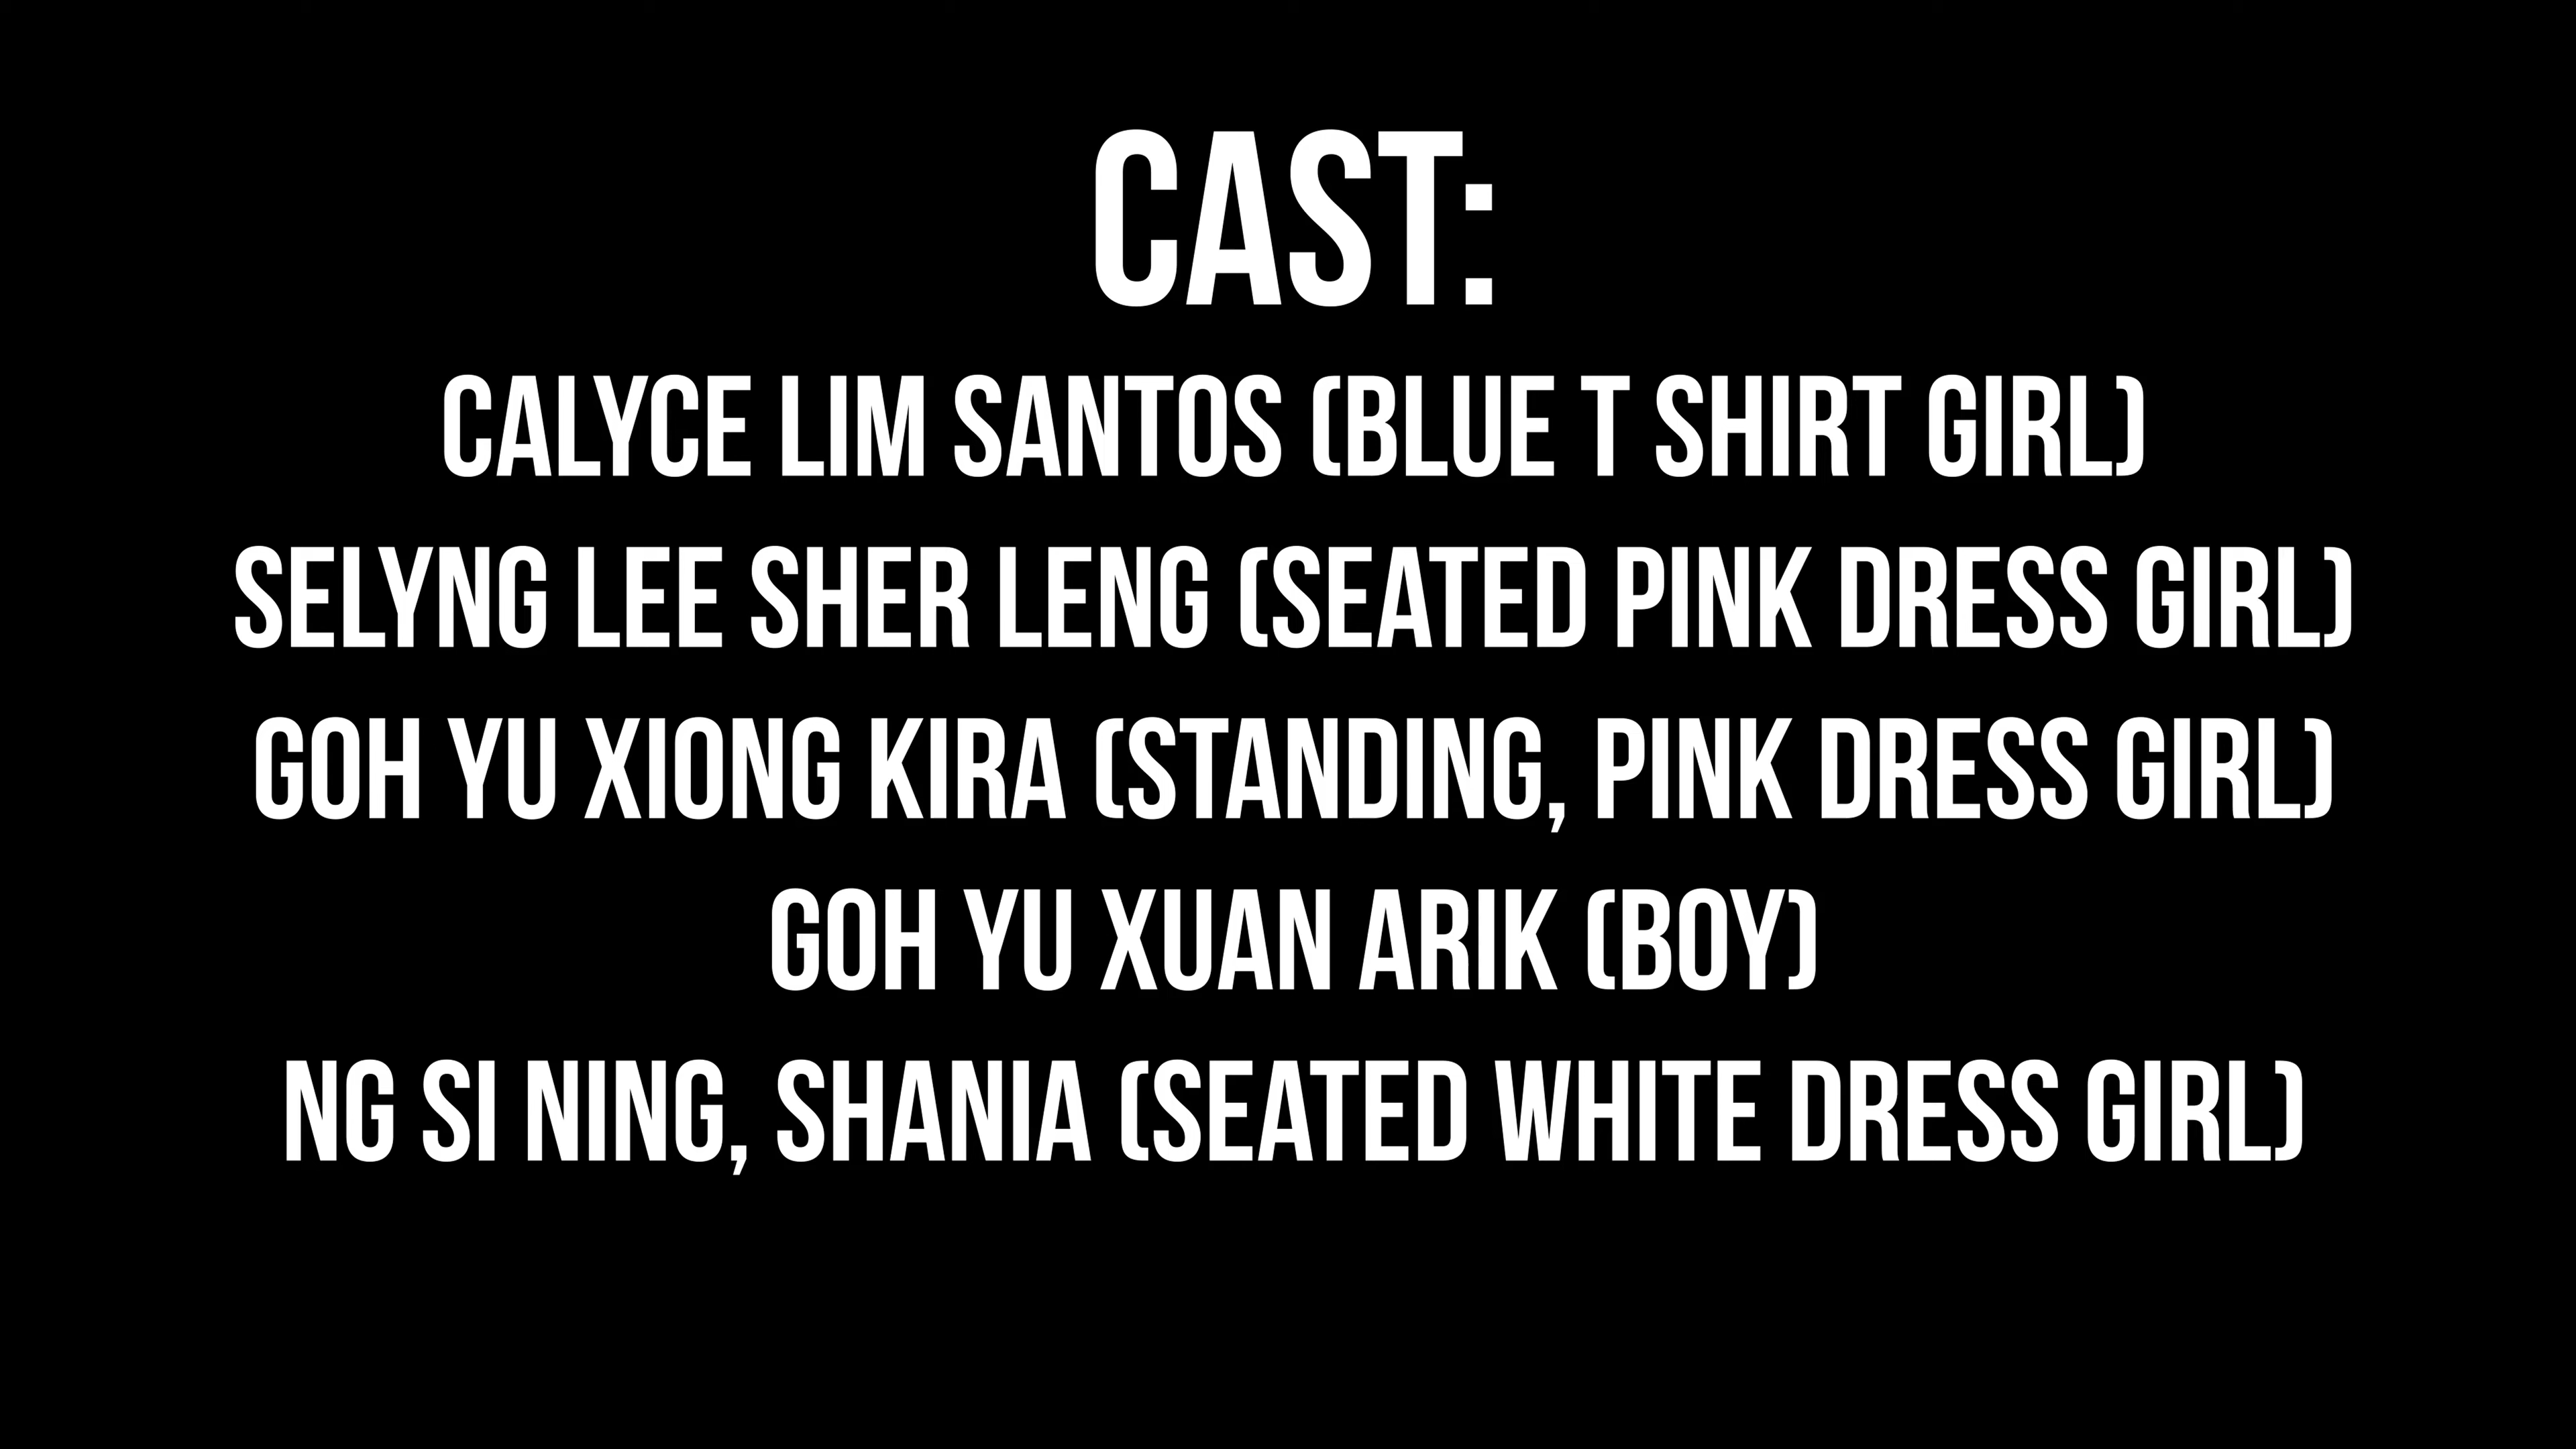 CAST:
CALYCE LIM SANTOS (BLUE T SHIRT GIRL)
SELYNG LEE SHER LENG (SEATED PINK DRESS GIRL)
GOH YU XIONG KIRA (STANDING, PINK DRESS GIRL)
GOH YU XUAN ARIK (BOY)
NG SI NING, SHANIA (SEATED WHITE DRESS GIRL)